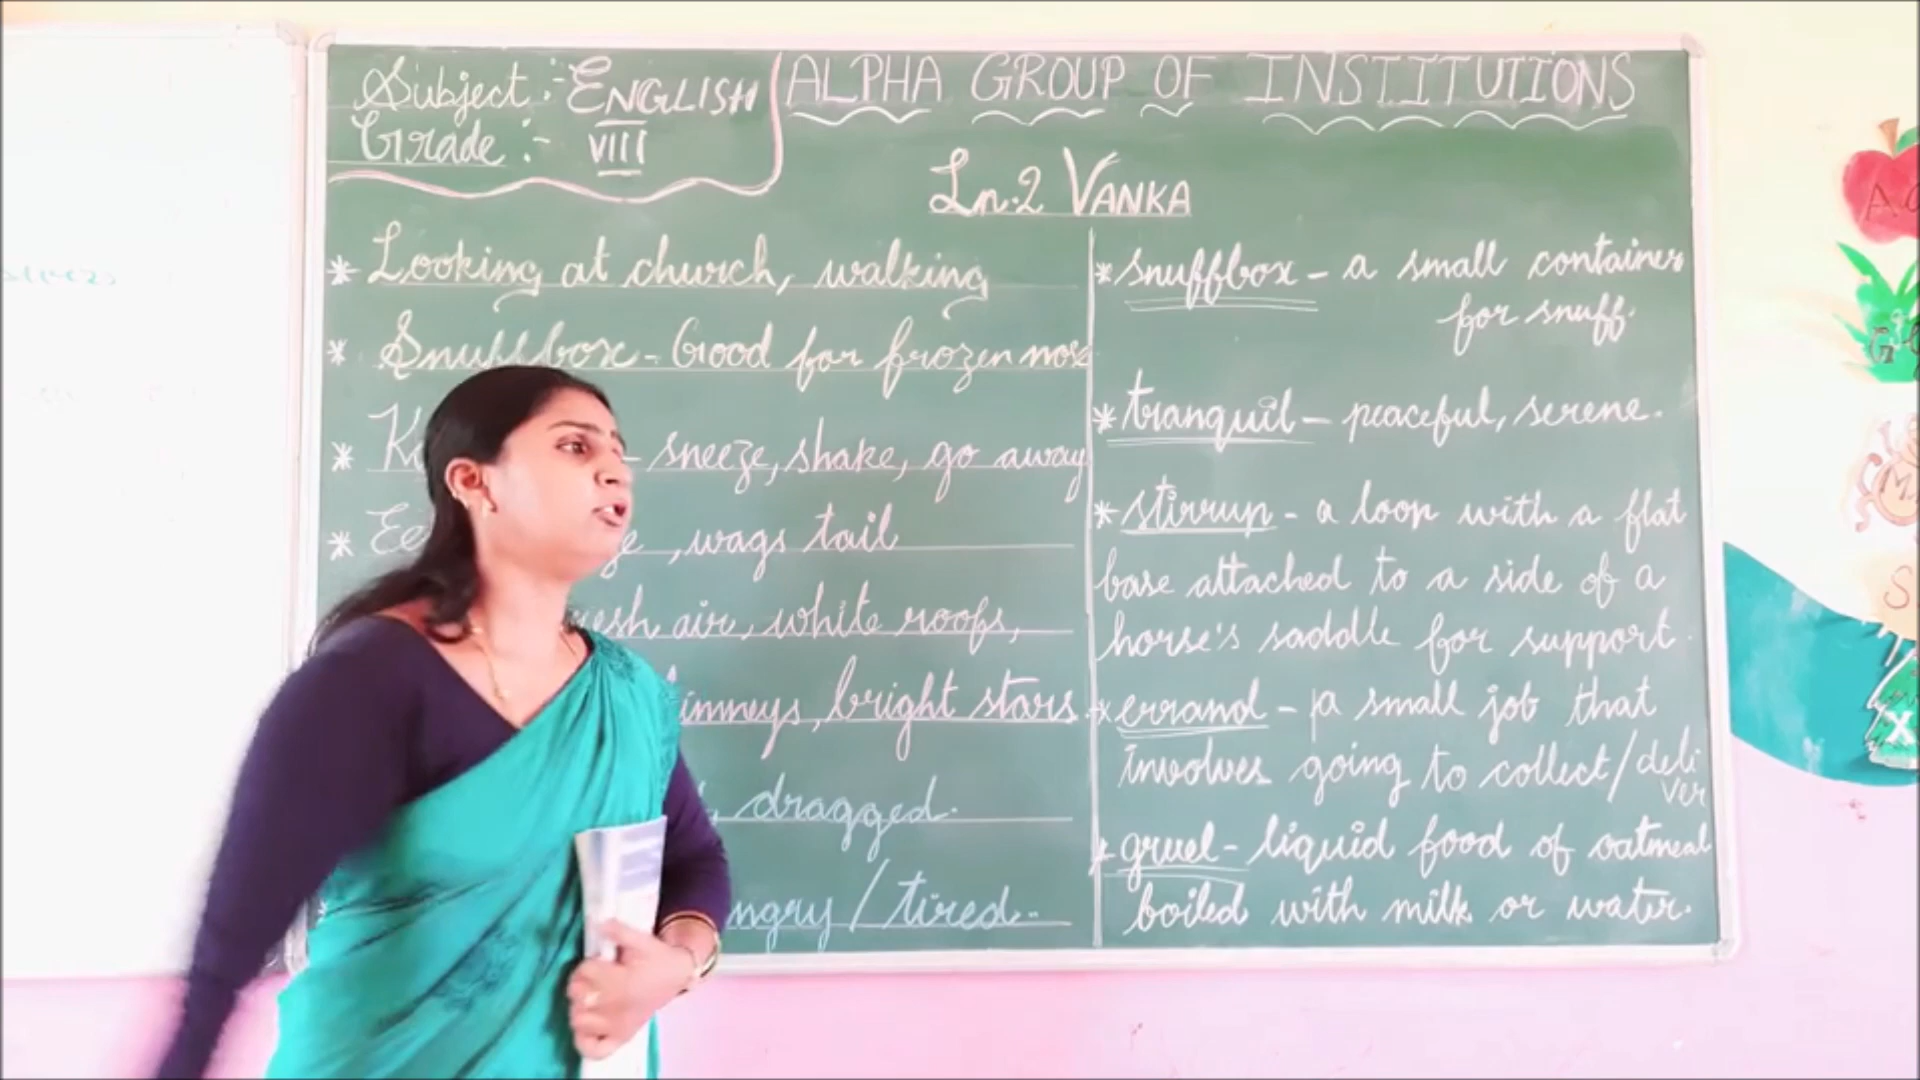 Subject :- ENGLISH
Grade :- VIII
ALPHA GROUP OF INSTITUTIONS
Ln.2 VANKA
* Looking at church, walking
* Snuffbox - Good for frozen nose
* - sneeze, shake, go away
* , wags tail
air, white roofs,
bright stars.
dragged.
/ tired.
* snuffbox - a small container
for snuff.
* tranquil - peaceful, serene.
* stirrup - a loop with a flat
base attached to a side of a
horse's saddle for support.
* errand - A small job that
involves going to collect/deli
ver
* gruel - liquid food of oatmeal
boiled with milk or water.
X